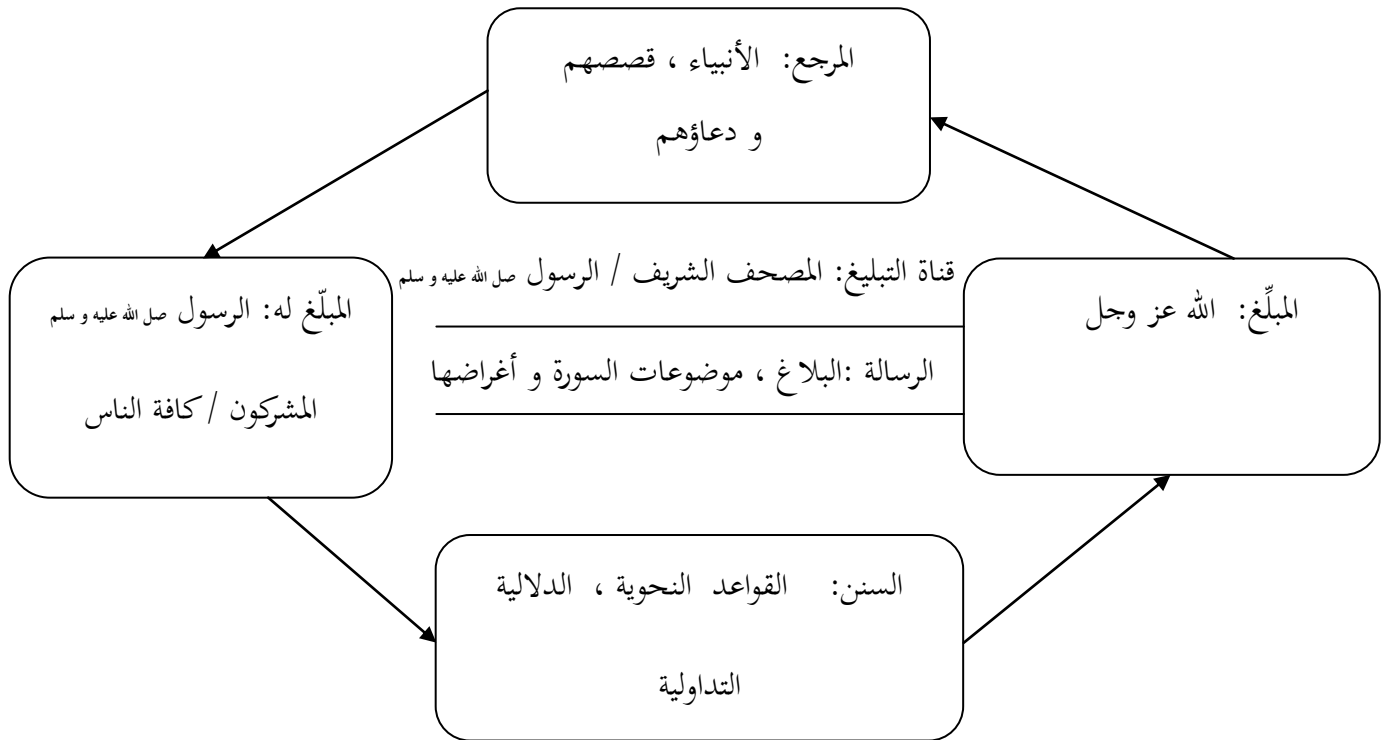 المرجع: الأنبياء ، قصصهم
و دعاؤهم
قناة التبليغ: المصحف الشريف / الرسول صل الله عليه و سلم
المبلِّغ: الله عز وجل
المبلّغ له: الرسول صل الله عليه و سلم
الرسالة :البلاغ ، موضوعات السورة و أغراضها
المشركون / كافة الناس
السنن: القواعد النحوية ، الدلالية
التداولية